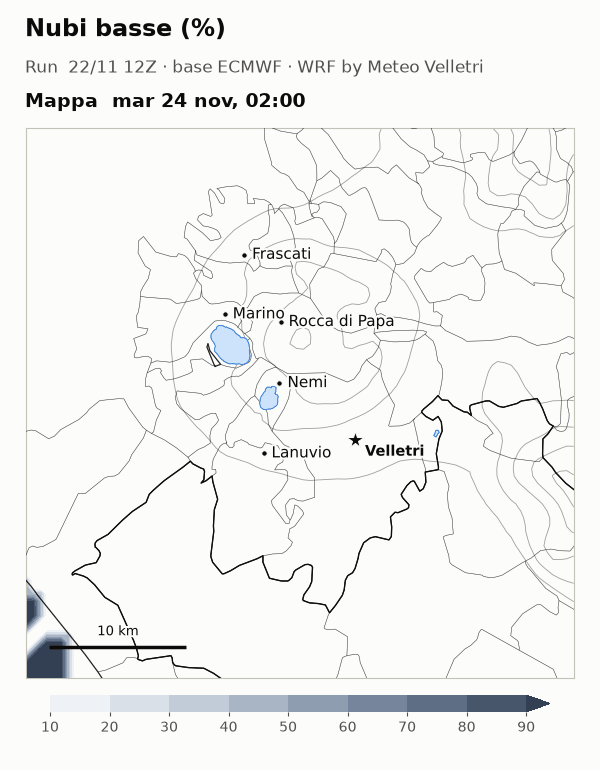 Nubi basse (%)
Run 22/11 12Z · base ECMWF · WRF by Meteo Velletri
Mappa mar 24 nov, 02:00
Frascati
Marino
Rocca di Papa
Nemi
Velletri
Lanuvio
10 km
10 20 30 40 50 60 70 80 90